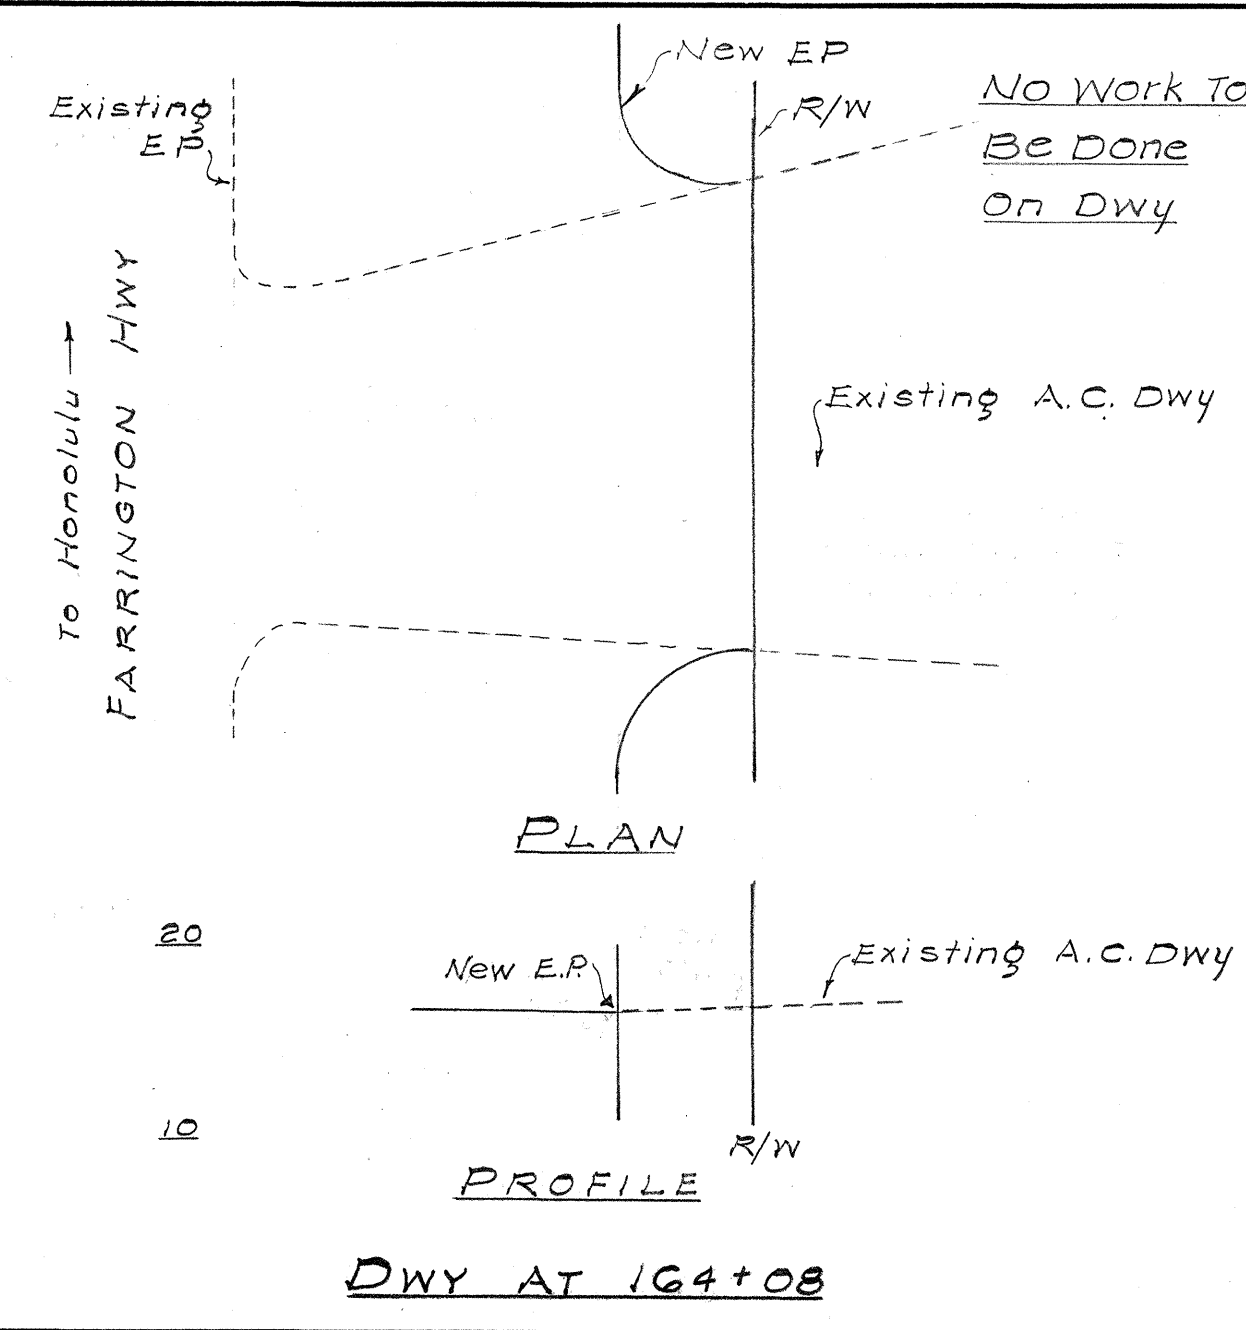 New EP
R/W
Existing
EP
No Work To
Be Done
On Dwy
To Honolulu
FARRINGTON HWY
Existing A.C. Dwy
PLAN
20
New E.P.
Existing A.C. Dwy
10
R/W
PROFILE
DWY AT 164+08